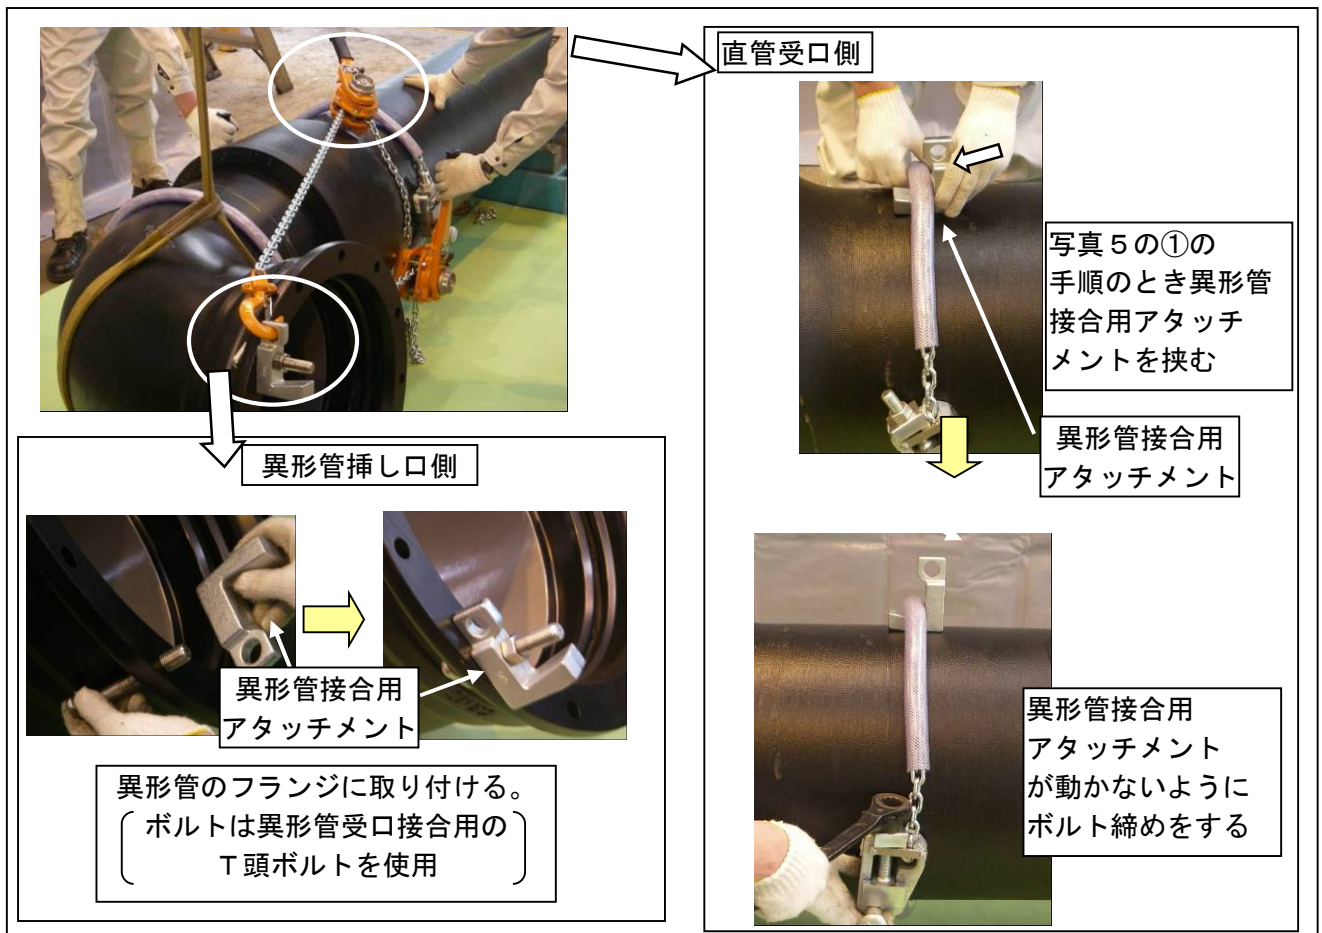 直管受口側
写真５の①の
手順のとき異形管
接合用アタッチ
メントを挟む
異形管接合用
アタッチメント
異形管挿し口側
異形管接合用
アタッチメント
異形管のフランジに取り付ける。
ボルトは異形管受口接合用の
Ｔ頭ボルトを使用
異形管接合用
アタッチメント
が動かないように
ボルト締めをする